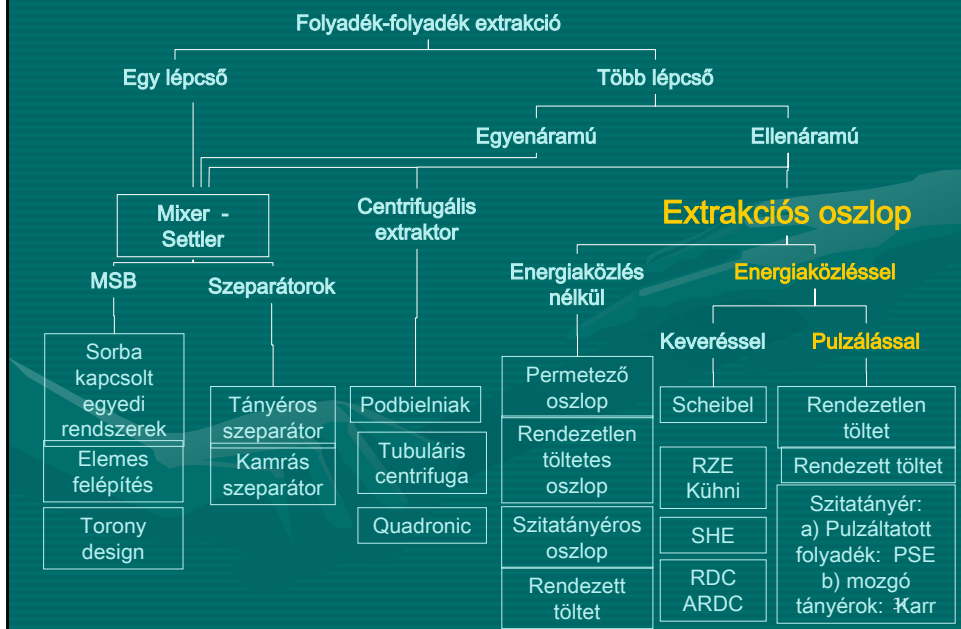 Folyadék-folyadék extrakció
Egy lépcső
Több lépcső
Egyenáramú
Ellenáramú
Mixer -
Settler
Centrifugális
extraktor
Extrakciós oszlop
MSB
Szeparátorok
Energiaközlés
nélkül
Energiaközléssel
Keveréssel
Pulzálással
Sorba
kapcsolt
egyedi
rendszerek
Elemes
felépítés
Torony
design
Tányéros
szeparátor
Kamrás
szeparátor
Podbielniak
Tubuláris
centrifuga
Quadronic
Permetező
oszlop
Rendezetlen
töltetes
oszlop
Szitatányéros
oszlop
Rendezett
töltet
Scheibel
RZE
Kühni
SHE
RDC
ARDC
Rendezetlen
töltet
Rendezett töltet
Szitatányér:
a) Pulzáltatott
folyadék: PSE
b) mozgó
tányérok: Karr